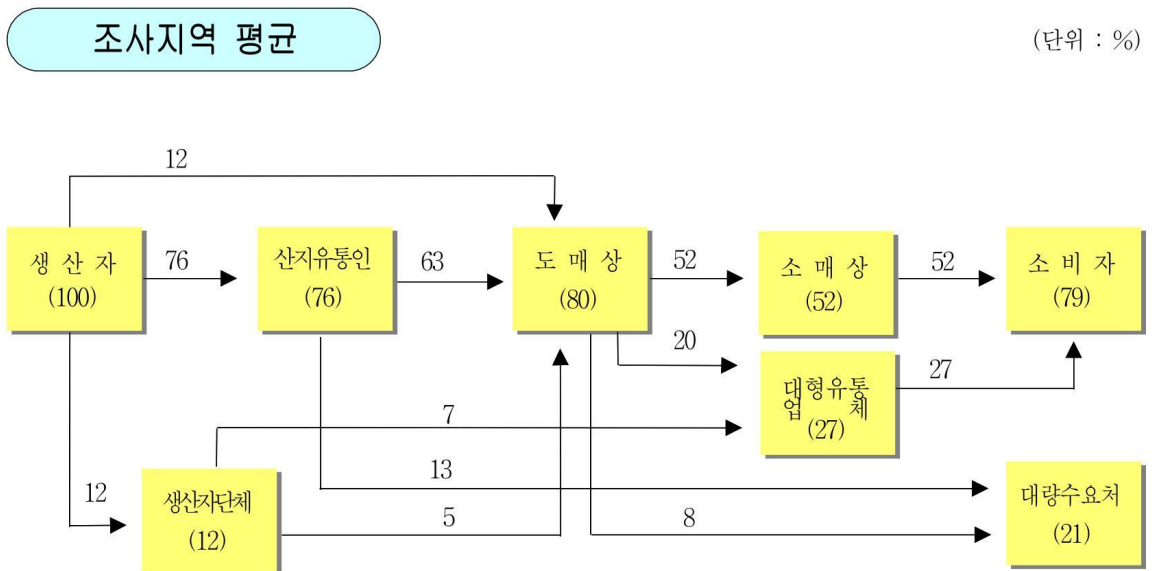 조사지역 평균
(단위 : %)
12
생 산 자
(100)
76
산지유통인
(76)
63
도 매 상
(80)
52
소 매 상
(52)
52
소 비 자
(79)
20
대형유통
업 체
(27)
27
7
12
생산자단체
(12)
13
5
8
대량수요처
(21)